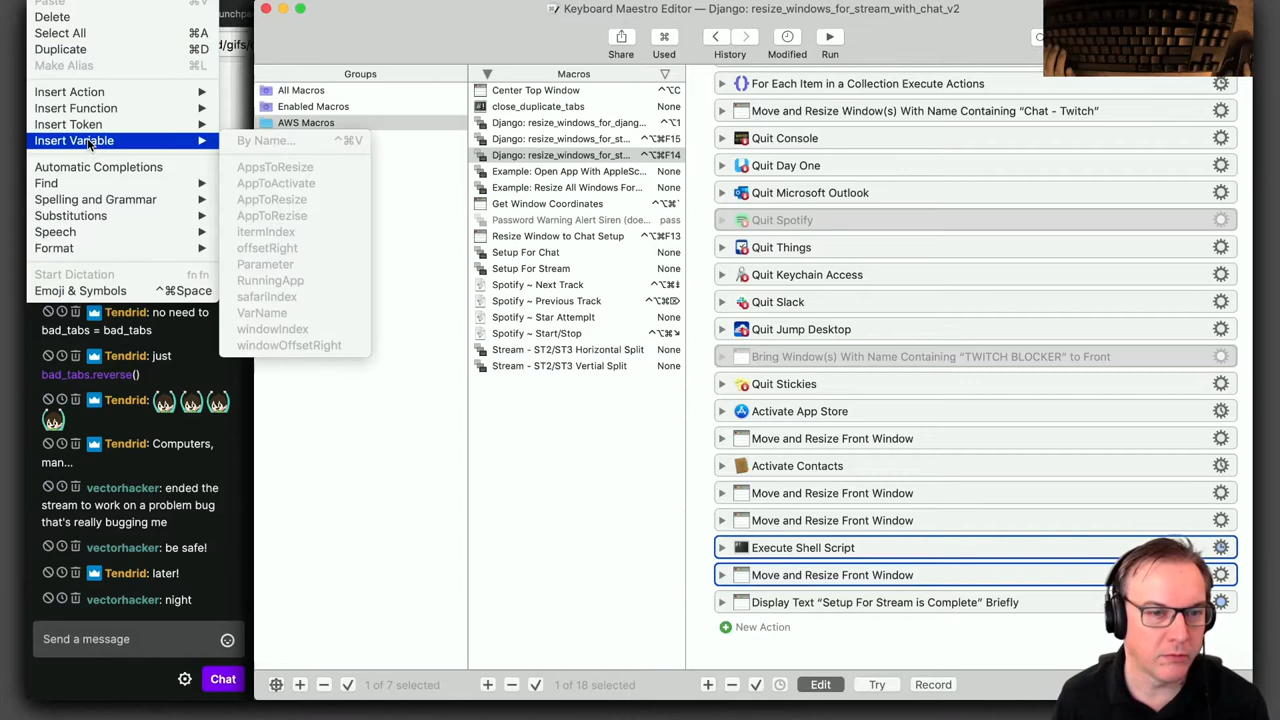 Paste ⌘V
Delete
Select All ⌘A
Duplicate ⌘D
Make Alias ⌘L
Insert Action
Insert Function
Insert Token
Insert Variable
Automatic Completions
Find
Spelling and Grammar
Substitutions
Speech
Format
Start Dictation fn fn
Emoji & Symbols ^⌘Space
By Name... ^⌘V
AppsToResize
AppToActivate
AppToResize
AppToRezise
itermIndex
offsetRight
Parameter
RunningApp
safariIndex
VarName
windowIndex
windowOffsetRight
Tendrid: no need to
bad_tabs = bad_tabs
Tendrid: just
bad_tabs.reverse()
Tendrid:
Tendrid: Computers,
man...
vectorhacker: ended the
stream to work on a problem bug
that's really bugging me
vectorhacker: be safe!
Tendrid: later!
vectorhacker: night
Send a message
Chat
Keyboard Maestro Editor — Django: resize_windows_for_stream_with_chat_v2
Share Used History Modified Run
Groups
All Macros
Enabled Macros
AWS Macros
Macros
Center Top Window ^⌥C
close_duplicate_tabs None
Django: resize_windows_for_djang... ^⌥1
Django: resize_windows_for_st... ^⌥⌘F15
Django: resize_windows_for_st... ^⌥⌘F14
Example: Open App With AppleSc... None
Example: Resize All Windows For... None
Get Window Coordinates ^⌥⌘`
Password Warning Alert Siren (doe... pass
Resize Window to Chat Setup ^⌥⌘F13
Setup For Chat None
Setup For Stream None
Spotify ~ Next Track ^⌥⌘⇟
Spotify ~ Previous Track ^⌥⌘⌦
Spotify ~ Star AttempIt None
Spotify ~ Start/Stop ^⌥⌘↘
Stream - ST2/ST3 Horizontal Split None
Stream - ST2/ST3 Vertial Split None
For Each Item in a Collection Execute Actions
Move and Resize Window(s) With Name Containing “Chat - Twitch”
Quit Console
Quit Day One
Quit Microsoft Outlook
Quit Spotify
Quit Things
Quit Keychain Access
Quit Slack
Quit Jump Desktop
Bring Window(s) With Name Containing “TWITCH BLOCKER” to Front
Quit Stickies
Activate App Store
Move and Resize Front Window
Activate Contacts
Move and Resize Front Window
Move and Resize Front Window
Execute Shell Script
Move and Resize Front Window
Display Text “Setup For Stream is Complete” Briefly
New Action
1 of 7 selected
1 of 18 selected
Edit Try Record